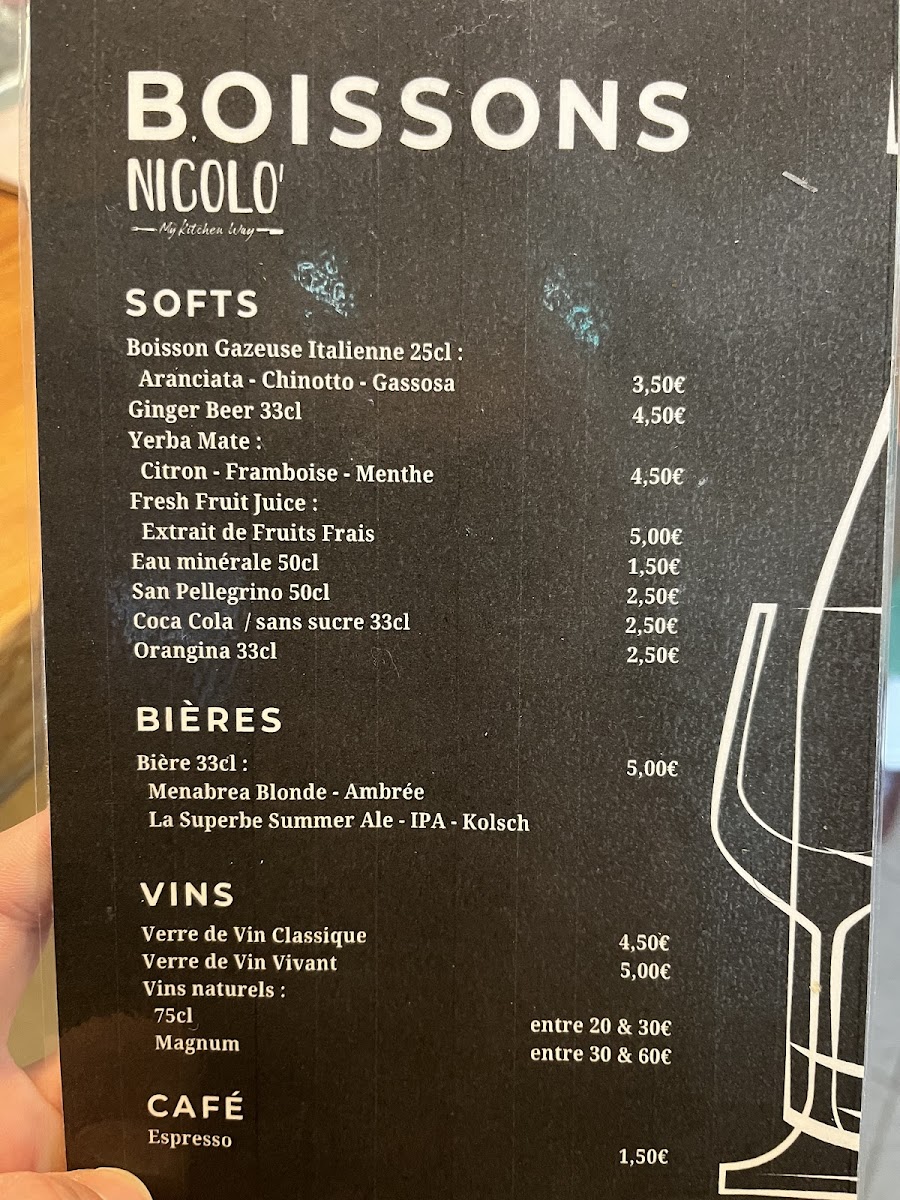 BOISSONS
NICOLO'
My Kitchen Way
SOFTS
Boisson Gazeuse Italienne 25cl :
Aranciata - Chinotto - Gassosa 3,50€
Ginger Beer 33cl 4,50€
Yerba Mate :
Citron - Framboise - Menthe 4,50€
Fresh Fruit Juice :
Extrait de Fruits Frais 5,00€
Eau minérale 50cl 1,50€
San Pellegrino 50cl 2,50€
Coca Cola / sans sucre 33cl 2,50€
Orangina 33cl 2,50€
BIÈRES
Bière 33cl : 5,00€
Menabrea Blonde - Ambrée
La Superbe Summer Ale - IPA - Kolsch
VINS
Verre de Vin Classique 4,50€
Verre de Vin Vivant 5,00€
Vins naturels :
75cl entre 20 & 30€
Magnum entre 30 & 60€
CAFÉ
Espresso 1,50€